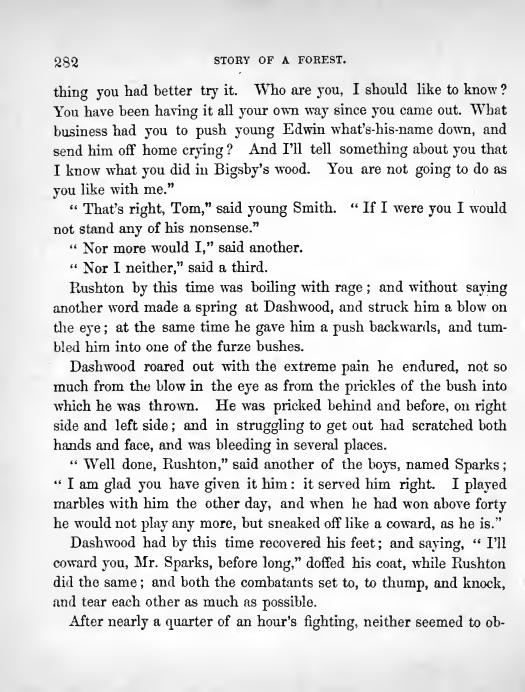 282 STORY OF A FOREST.
thing you had better try it. Who are you, I should like to know?
You have been having it all your own way since you came out. What
business had you to push young Edwin what's-his-name down, and
send him off home crying? And I'll tell something about you that
I know what you did in Bigsby's wood. You are not going to do as
you like with me."
“ That's right, Tom," said young Smith. “ If I were you I would
not stand any of his nonsense."
“ Nor more would I," said another.
“ Nor I neither," said a third.
Rushton by this time was boiling with rage; and without saying
another word made a spring at Dashwood, and struck him a blow on
the eye; at the same time he gave him a push backwards, and tum-
bled him into one of the furze bushes.
Dashwood roared out with the extreme pain he endured, not so
much from the blow in the eye as from the prickles of the bush into
which he was thrown. He was pricked behind and before, on right
side and left side; and in struggling to get out had scratched both
hands and face, and was bleeding in several places.
“ Well done, Rushton," said another of the boys, named Sparks;
“ I am glad you have given it him: it served him right. I played
marbles with him the other day, and when he had won above forty
he would not play any more, but sneaked off like a coward, as he is."
Dashwood had by this time recovered his feet; and saying, “ I'll
coward you, Mr. Sparks, before long," doffed his coat, while Rushton
did the same; and both the combatants set to, to thump, and knock,
and tear each other as much as possible.
After nearly a quarter of an hour's fighting, neither seemed to ob-